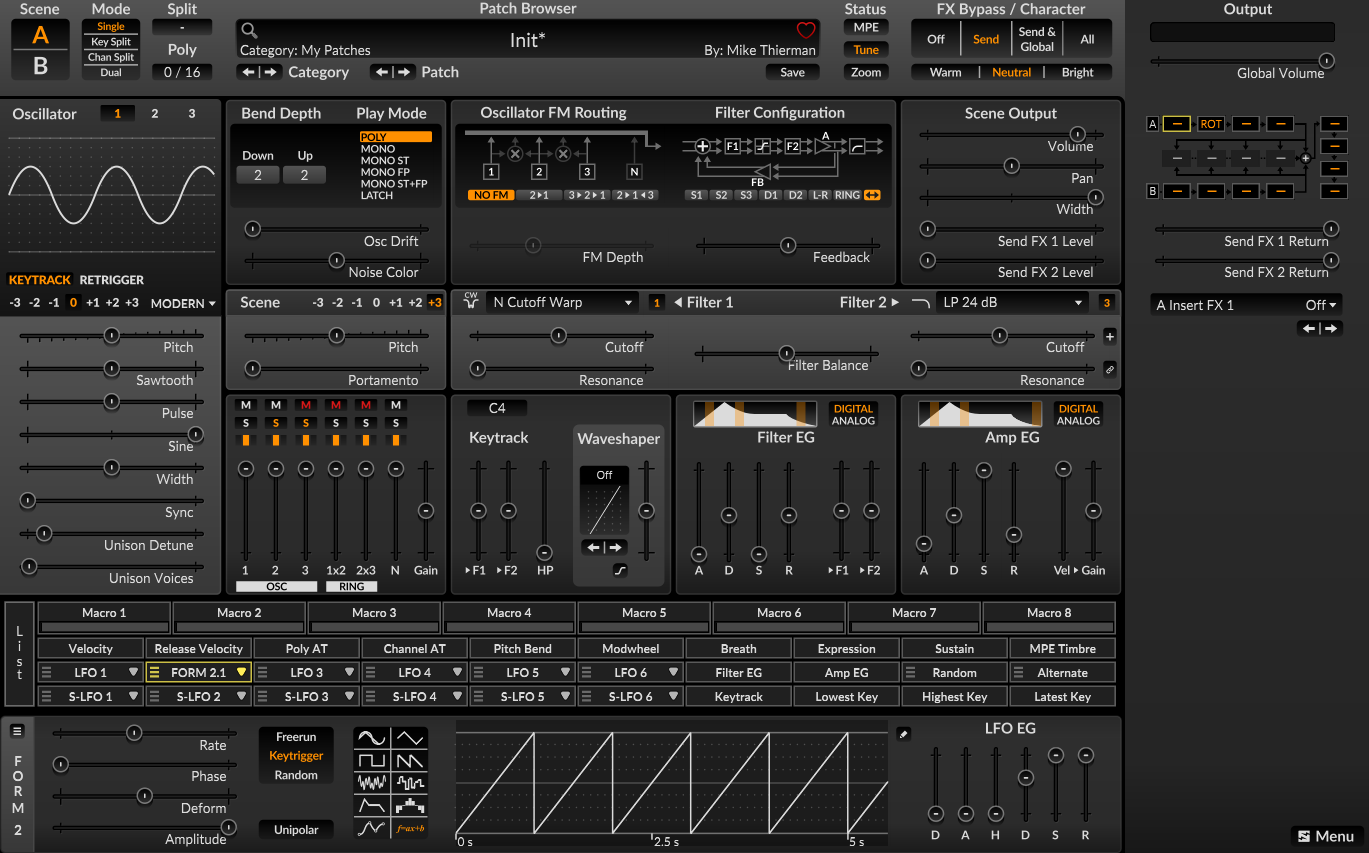 Scene
Mode
Split
Patch Browser
Status
FX Bypass / Character
Output
A
B
Single
Key Split
Chan Split
Dual
-
Poly
0 / 16
Init*
Category: My Patches
By: Mike Thierman
Category
Patch
Save
MPE
Tune
Zoom
Off
Send
Send &
Global
All
Warm
Neutral
Bright
Global Volume
Oscillator
1 2 3
KEYTRACK RETRIGGER
-3 -2 -1 0 +1 +2 +3 MODERN
Pitch
Sawtooth
Pulse
Sine
Width
Sync
Unison Detune
Unison Voices
Bend Depth
Down Up
2 2
Play Mode
POLY
MONO
MONO ST
MONO FP
MONO ST+FP
LATCH
Osc Drift
Noise Color
Oscillator FM Routing
1 2 3 N
NO FM 2▸1 3▸2▸1 2▸1◂3
FM Depth
Filter Configuration
F1 F2 A
FB
S1 S2 S3 D1 D2 L-R RING
Feedback
Scene Output
Volume
Pan
Width
Send FX 1 Level
Send FX 2 Level
A ROT
B
Send FX 1 Return
Send FX 2 Return
A Insert FX 1 Off
Scene -3 -2 -1 0 +1 +2 +3
Pitch
Portamento
CW
N Cutoff Warp
1 Filter 1
Filter 2
LP 24 dB
3
Cutoff
Resonance
Filter Balance
Cutoff
Resonance
M M M M M M
S S S S S S
1 2 3 1x2 2x3 N Gain
OSC RING
C4
Keytrack
▸F1 ▸F2 HP
Waveshaper
Off
DIGITAL
ANALOG
Filter EG
A D S R ▸F1 ▸F2
DIGITAL
ANALOG
Amp EG
A D S R Vel ▸ Gain
List
Macro 1 Macro 2 Macro 3 Macro 4 Macro 5 Macro 6 Macro 7 Macro 8
Velocity Release Velocity Poly AT Channel AT Pitch Bend Modwheel Breath Expression Sustain MPE Timbre
LFO 1 FORM 2.1 LFO 3 LFO 4 LFO 5 LFO 6 Filter EG Amp EG Random Alternate
S-LFO 1 S-LFO 2 S-LFO 3 S-LFO 4 S-LFO 5 S-LFO 6 Keytrack Lowest Key Highest Key Latest Key
FORM 2
Rate
Phase
Deform
Amplitude
Freerun
Keytrigger
Random
Unipolar
f=ax+b
0 s 2.5 s 5 s
LFO EG
D A H D S R
Menu